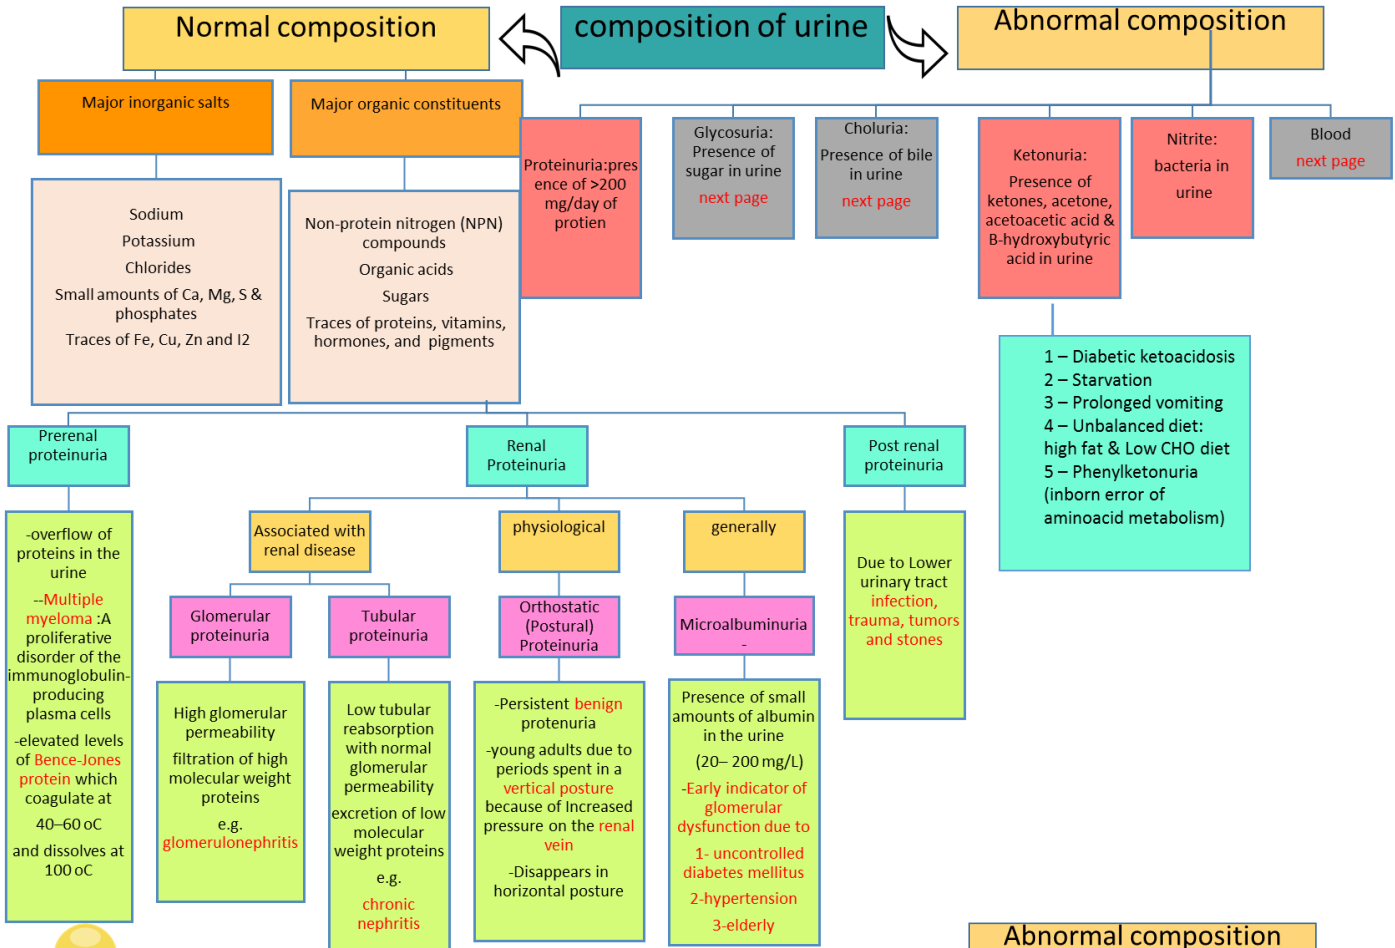 Normal composition
composition of urine
Abnormal composition
Major inorganic salts
Major organic constituents
Sodium
Potassium
Chlorides
Small amounts of Ca, Mg, S &
phosphates
Traces of Fe, Cu, Zn and I2
Non-protein nitrogen (NPN)
compounds
Organic acids
Sugars
Traces of proteins, vitamins,
hormones, and pigments
Proteinuria:pres
ence of >200
mg/day of
protien
Glycosuria:
Presence of
sugar in urine
next page
Choluria:
Presence of bile
in urine
next page
Ketonuria:
Presence of
ketones, acetone,
acetoacetic acid &
B-hydroxybutyric
acid in urine
Nitrite:
bacteria in
urine
Blood
next page
1 – Diabetic ketoacidosis
2 – Starvation
3 – Prolonged vomiting
4 – Unbalanced diet:
high fat & Low CHO diet
5 – Phenylketonuria
(inborn error of
aminoacid metabolism)
Prerenal
proteinuria
Renal
Proteinuria
Post renal
proteinuria
-overflow of
proteins in the
urine
--Multiple
myeloma :A
proliferative
disorder of the
immunoglobulin-
producing
plasma cells
-elevated levels
of Bence-Jones
protein which
coagulate at
40–60 oC
and dissolves at
100 oC
Associated with
renal disease
physiological
generally
Glomerular
proteinuria
Tubular
proteinuria
Orthostatic
(Postural)
Proteinuria
Microalbuminuria
-
High glomerular
permeability
filtration of high
molecular weight
proteins
e.g.
glomerulonephritis
Low tubular
reabsorption
with normal
glomerular
permeability
excretion of low
molecular
weight proteins
e.g.
chronic
nephritis
-Persistent benign
protenuria
-young adults due to
periods spent in a
vertical posture
because of Increased
pressure on the renal
vein
-Disappears in
horizontal posture
Presence of small
amounts of albumin
in the urine
(20– 200 mg/L)
-Early indicator of
glomerular
dysfunction due to
1- uncontrolled
diabetes mellitus
2-hypertension
3-elderly
Due to Lower
urinary tract
infection,
trauma, tumors
and stones
Abnormal composition